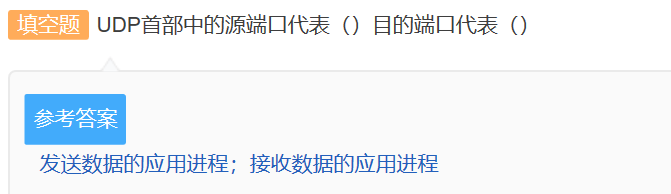 填空题 UDP首部中的源端口代表（）目的端口代表（）
参考答案
发送数据的应用进程；接收数据的应用进程